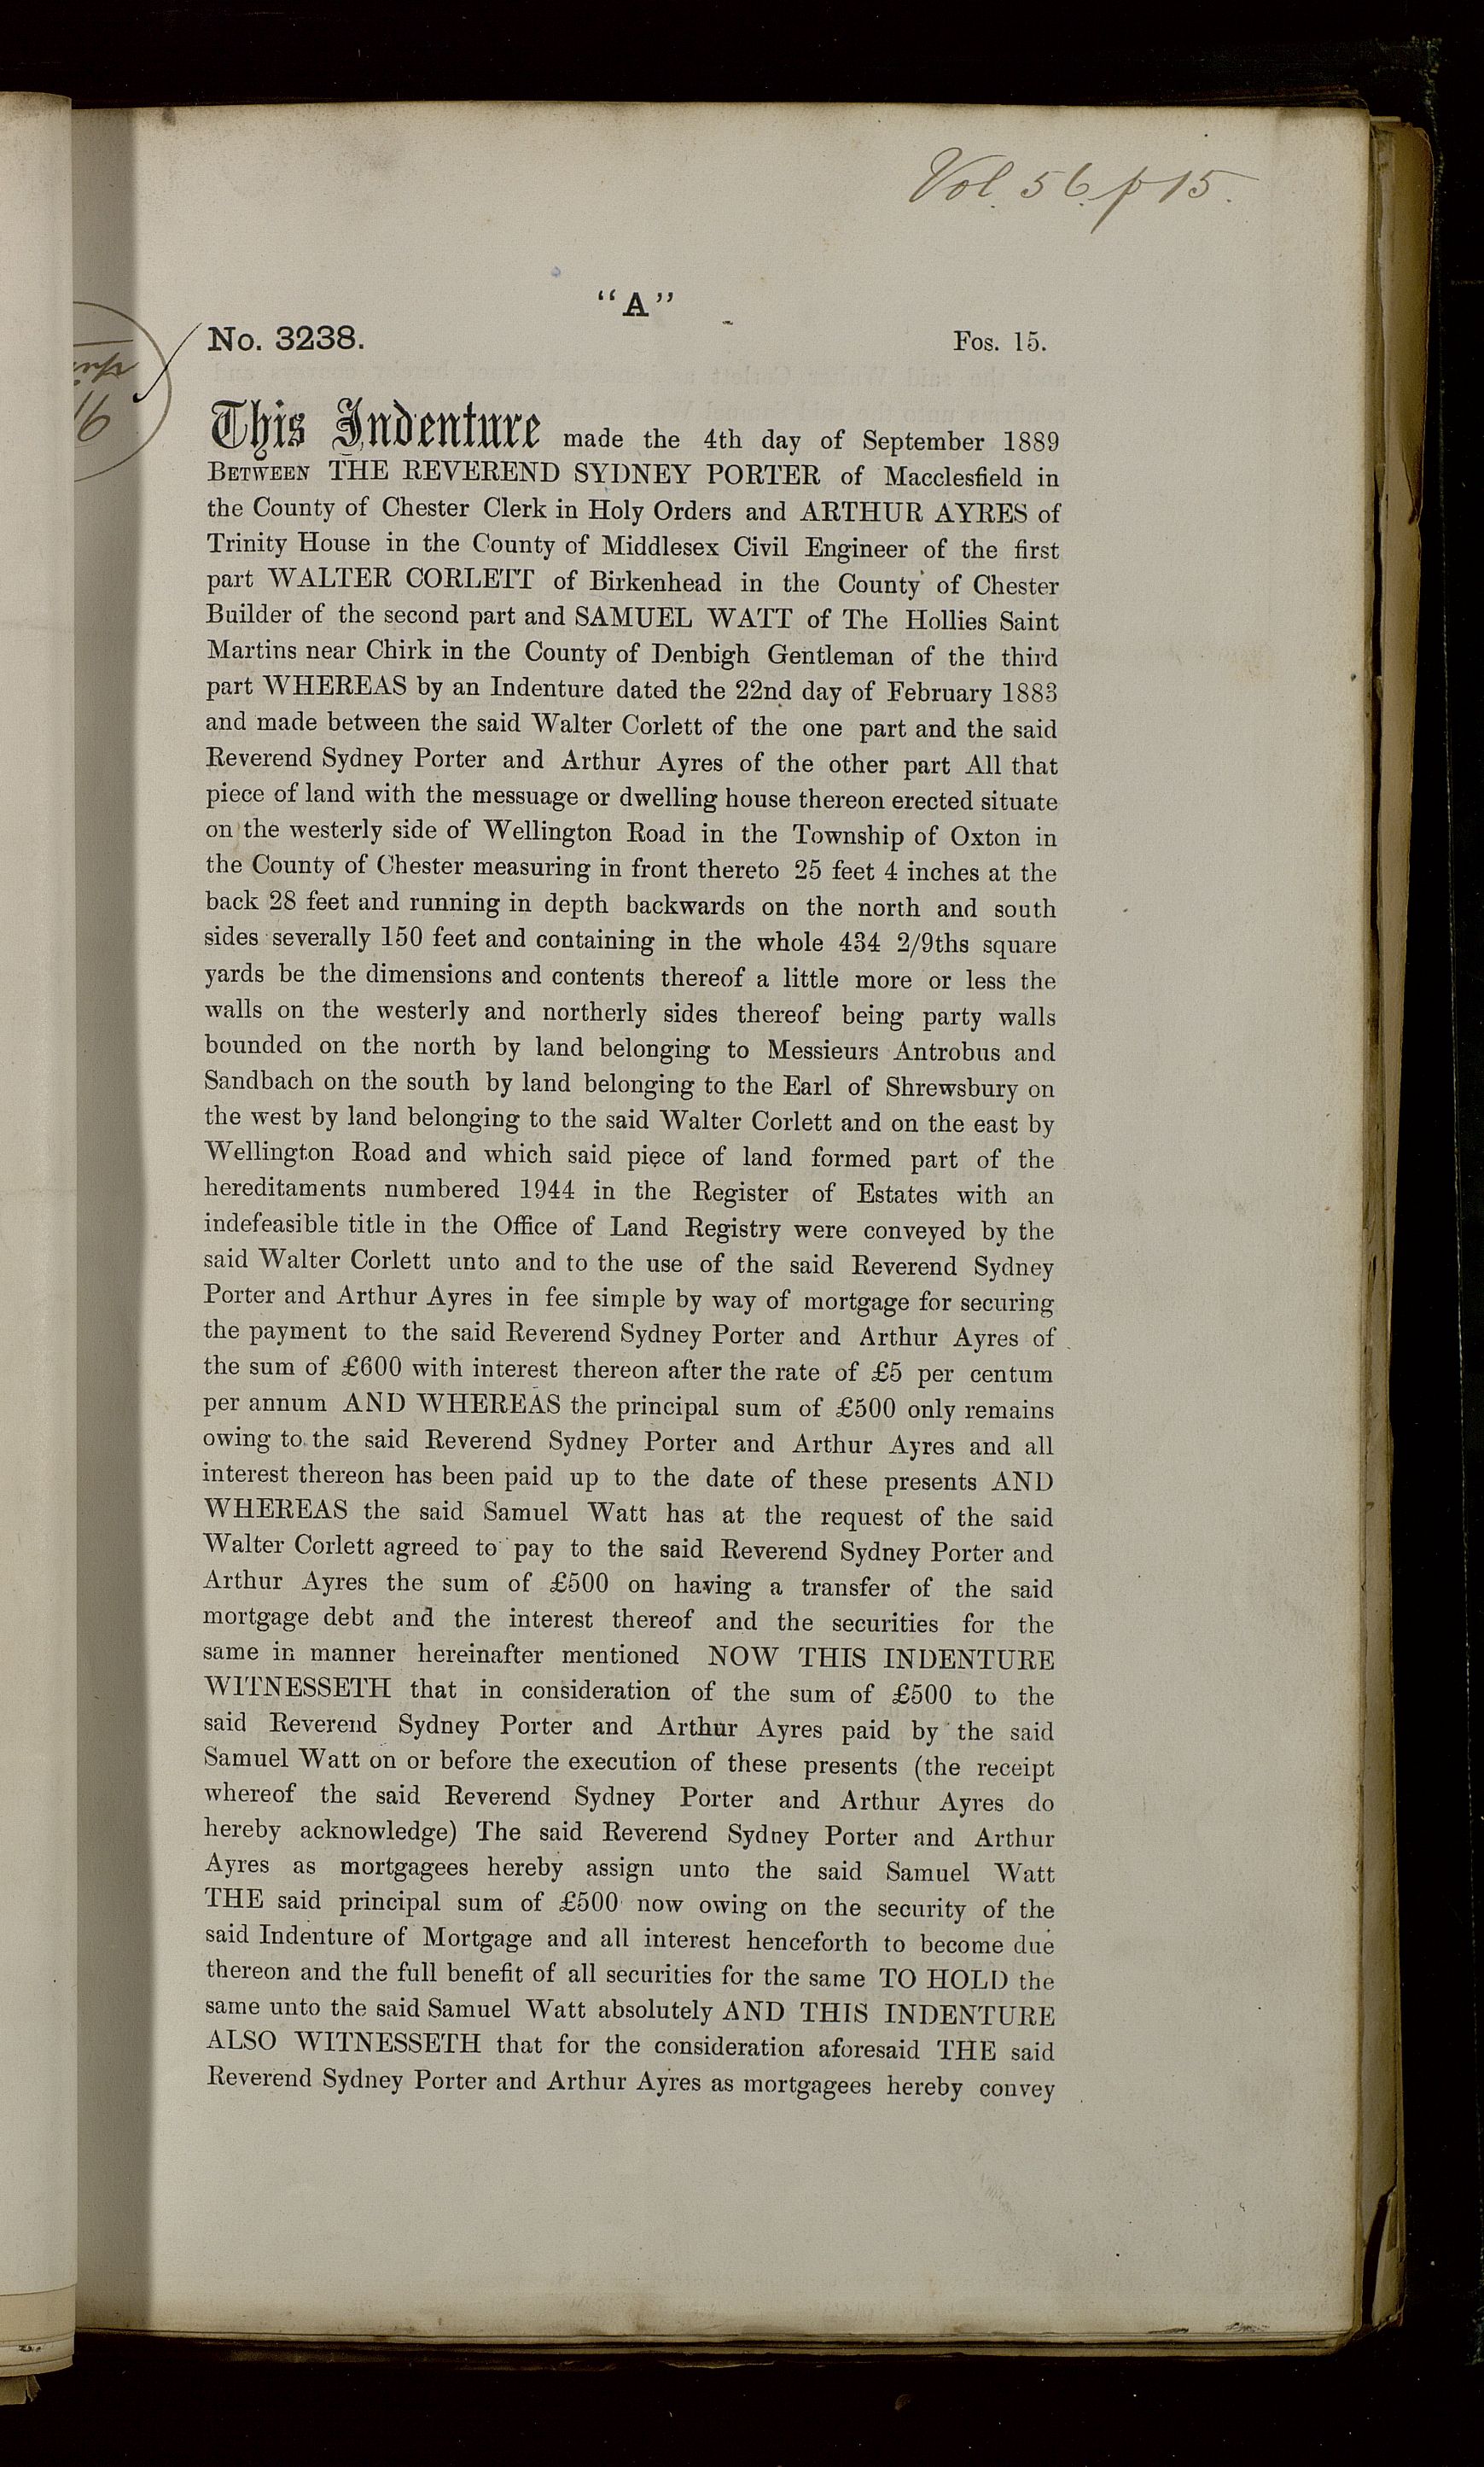 Vol. 56. p 15.
"A"
No. 3238.
Fos. 15.
This Indenture made the 4th day of September 1889
BETWEEN THE REVEREND SYDNEY PORTER of Macclesfield in
the County of Chester Clerk in Holy Orders and ARTHUR AYRES of
Trinity House in the County of Middlesex Civil Engineer of the first
part WALTER CORLETT of Birkenhead in the County of Chester
Builder of the second part and SAMUEL WATT of The Hollies Saint
Martins near Chirk in the County of Denbigh Gentleman of the third
part WHEREAS by an Indenture dated the 22nd day of February 1883
and made between the said Walter Corlett of the one part and the said
Reverend Sydney Porter and Arthur Ayres of the other part All that
piece of land with the messuage or dwelling house thereon erected situate
on the westerly side of Wellington Road in the Township of Oxton in
the County of Chester measuring in front thereto 25 feet 4 inches at the
back 28 feet and running in depth backwards on the north and south
sides severally 150 feet and containing in the whole 434 2/9ths square
yards be the dimensions and contents thereof a little more or less the
walls on the westerly and northerly sides thereof being party walls
bounded on the north by land belonging to Messieurs Antrobus and
Sandbach on the south by land belonging to the Earl of Shrewsbury on
the west by land belonging to the said Walter Corlett and on the east by
Wellington Road and which said piece of land formed part of the
hereditaments numbered 1944 in the Register of Estates with an
indefeasible title in the Office of Land Registry were conveyed by the
said Walter Corlett unto and to the use of the said Reverend Sydney
Porter and Arthur Ayres in fee simple by way of mortgage for securing
the payment to the said Reverend Sydney Porter and Arthur Ayres of
the sum of £600 with interest thereon after the rate of £5 per centum
per annum AND WHEREAS the principal sum of £500 only remains
owing to the said Reverend Sydney Porter and Arthur Ayres and all
interest thereon has been paid up to the date of these presents AND
WHEREAS the said Samuel Watt has at the request of the said
Walter Corlett agreed to pay to the said Reverend Sydney Porter and
Arthur Ayres the sum of £500 on having a transfer of the said
mortgage debt and the interest thereof and the securities for the
same in manner hereinafter mentioned NOW THIS INDENTURE
WITNESSETH that in consideration of the sum of £500 to the
said Reverend Sydney Porter and Arthur Ayres paid by the said
Samuel Watt on or before the execution of these presents (the receipt
whereof the said Reverend Sydney Porter and Arthur Ayres do
hereby acknowledge) The said Reverend Sydney Porter and Arthur
Ayres as mortgagees hereby assign unto the said Samuel Watt
THE said principal sum of £500 now owing on the security of the
said Indenture of Mortgage and all interest henceforth to become due
thereon and the full benefit of all securities for the same TO HOLD the
same unto the said Samuel Watt absolutely AND THIS INDENTURE
ALSO WITNESSETH that for the consideration aforesaid THE said
Reverend Sydney Porter and Arthur Ayres as mortgagees hereby convey